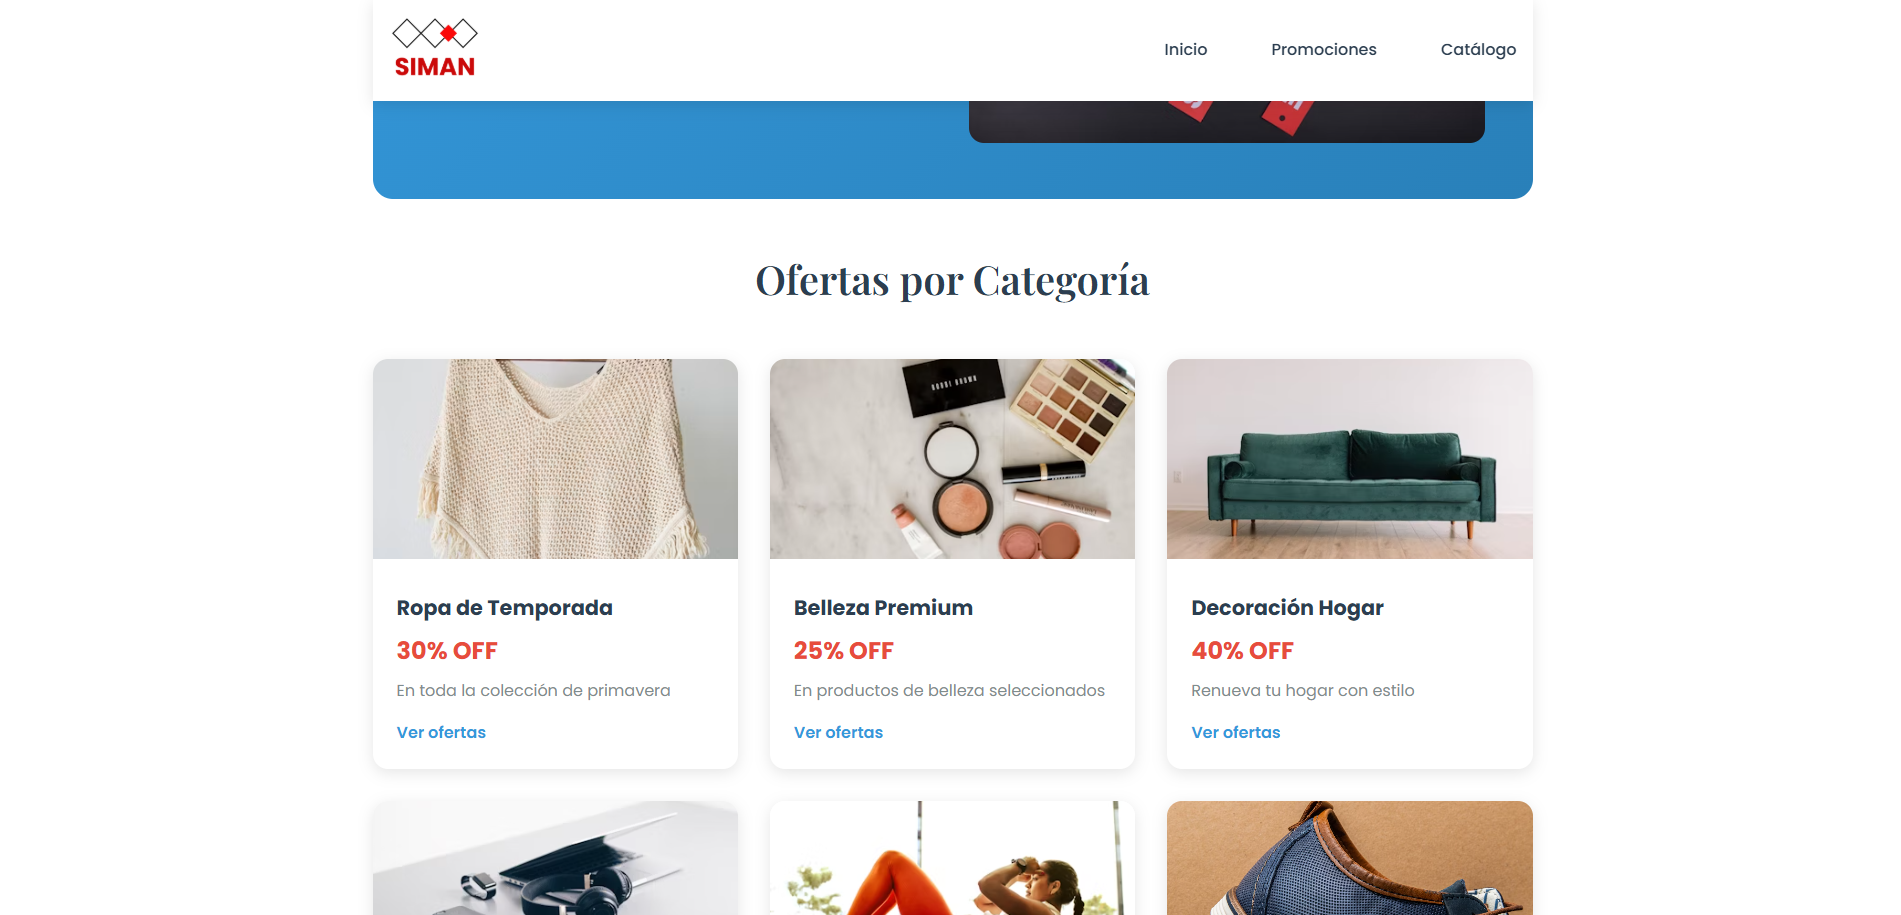 SIMAN
Inicio
Promociones
Catálogo
Ofertas por Categoría
BOBBI BROWN
Ropa de Temporada
30% OFF
En toda la colección de primavera
Ver ofertas
Belleza Premium
25% OFF
En productos de belleza seleccionados
Ver ofertas
Decoración Hogar
40% OFF
Renueva tu hogar con estilo
Ver ofertas